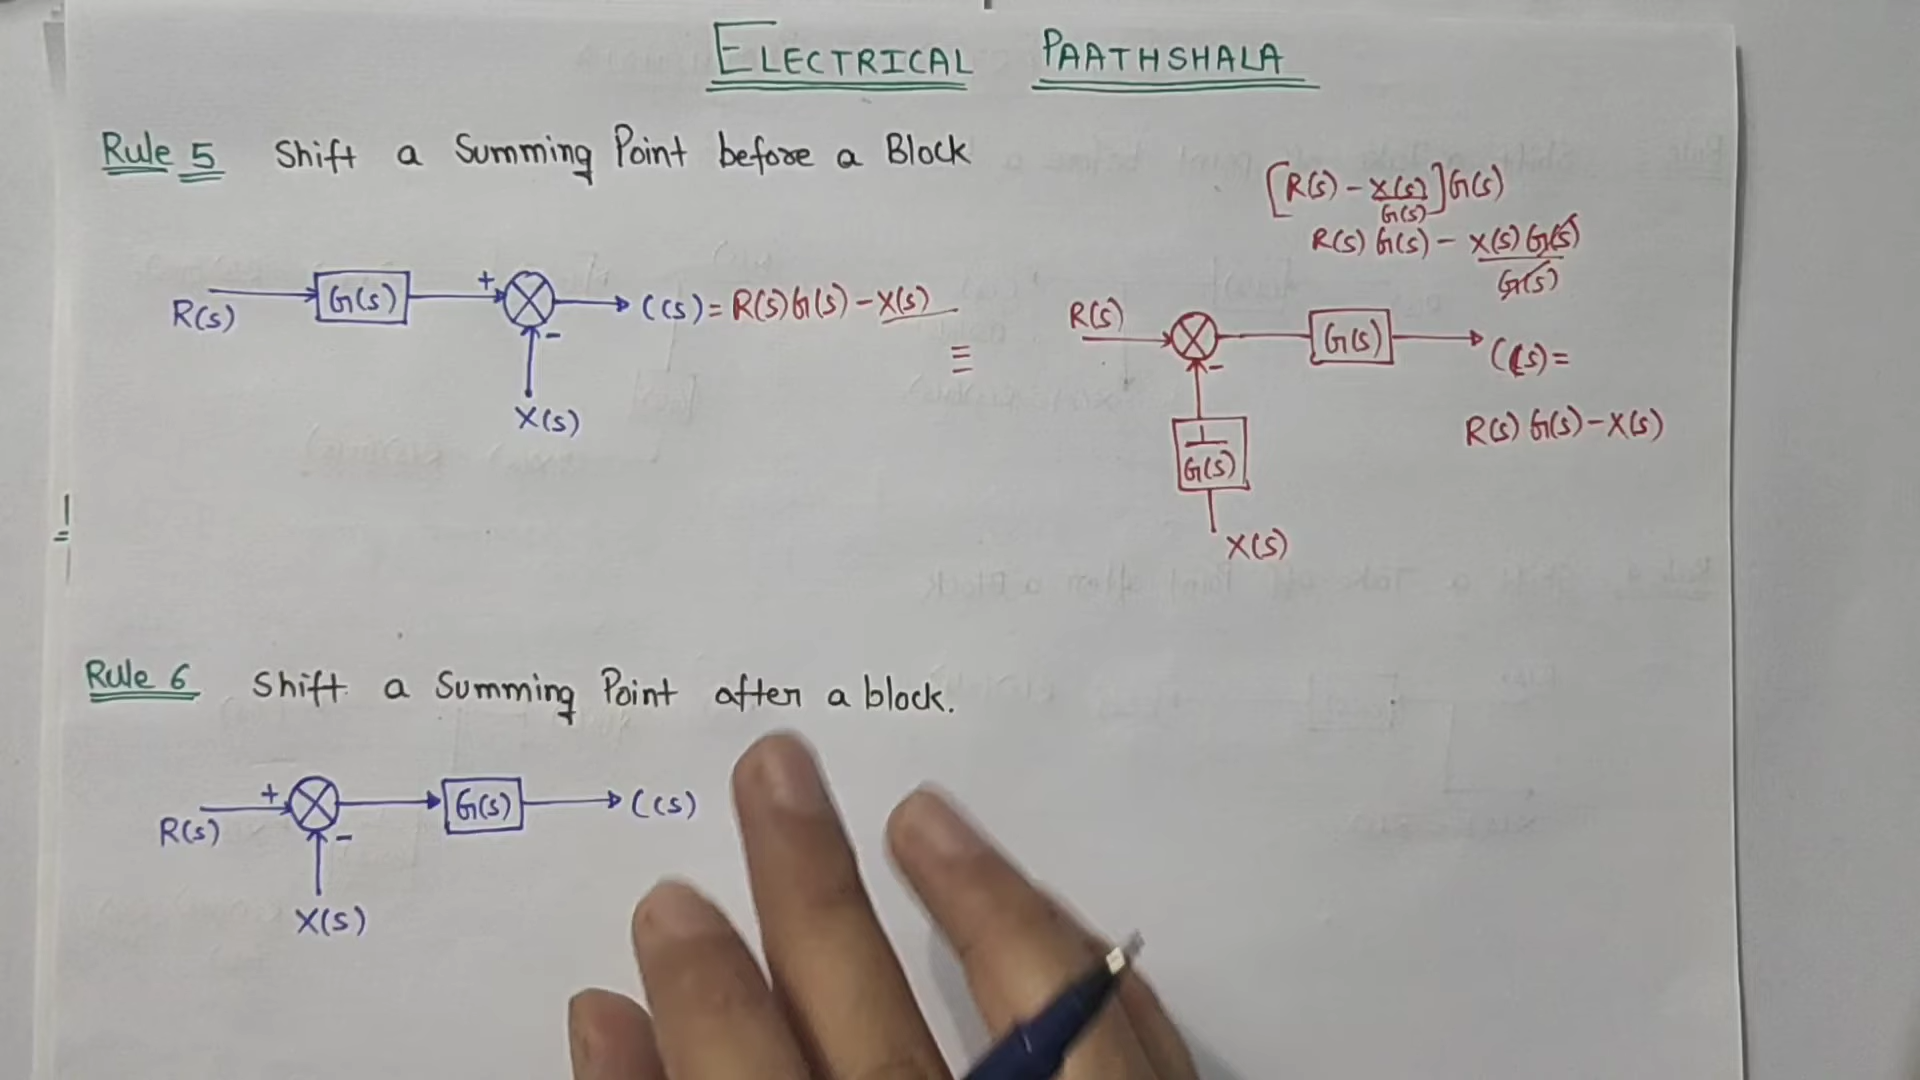 ELECTRICAL PAATHSHALA
Rule 5 Shift a Summing Point before a Block
[R(s) - X(s)/G(s)]G(s)
R(s) G(s) - X(s) G(s)/G(s)
R(s)
G(s)
+
-
C(s) = R(s)G(s) - X(s)
X(s)
≡
R(s)
-
G(s)
C(s) =
R(s) G(s) - X(s)
1/G(s)
X(s)
Rule 6 Shift a Summing Point after a block.
R(s)
+
-
G(s)
C(s)
X(s)